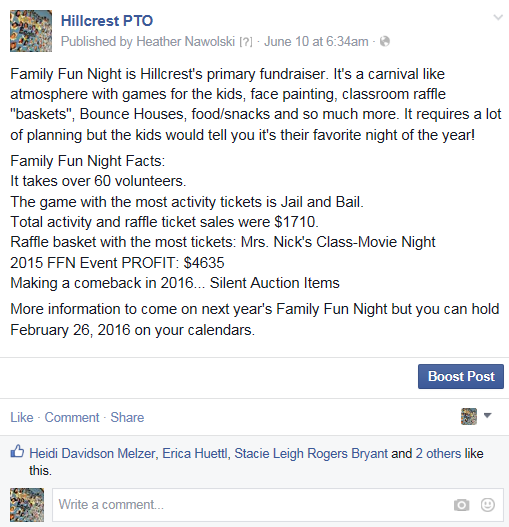 Hillcrest PTO
Published by Heather Nawolski [?] · June 10 at 6:34am ·
Family Fun Night is Hillcrest's primary fundraiser. It's a carnival like
atmosphere with games for the kids, face painting, classroom raffle
"baskets", Bounce Houses, food/snacks and so much more. It requires a lot
of planning but the kids would tell you it's their favorite night of the year!
Family Fun Night Facts:
It takes over 60 volunteers.
The game with the most activity tickets is Jail and Bail.
Total activity and raffle ticket sales were $1710.
Raffle basket with the most tickets: Mrs. Nick's Class-Movie Night
2015 FFN Event PROFIT: $4635
Making a comeback in 2016... Silent Auction Items
More information to come on next year's Family Fun Night but you can hold
February 26, 2016 on your calendars.
Boost Post
Like · Comment · Share
Heidi Davidson Melzer, Erica Huettl, Stacie Leigh Rogers Bryant and 2 others like
this.
Write a comment...